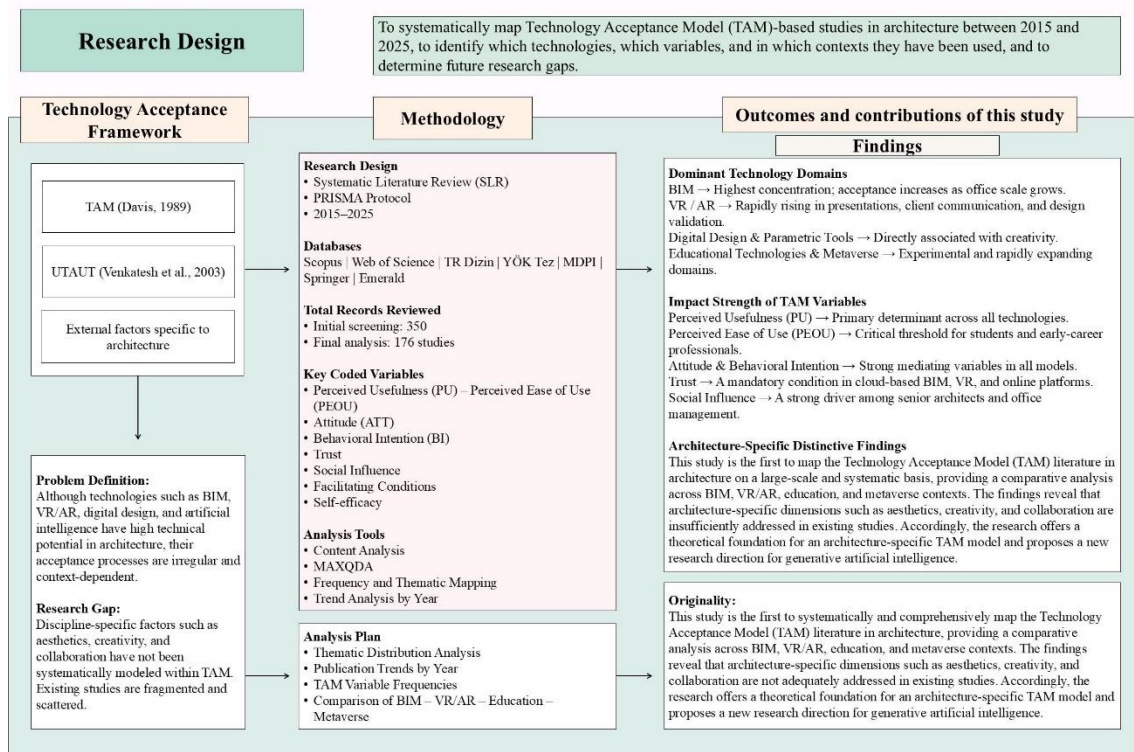 Research Design
To systematically map Technology Acceptance Model (TAM)-based studies in architecture between 2015 and
2025, to identify which technologies, which variables, and in which contexts they have been used, and to
determine future research gaps.
Technology Acceptance
Framework
TAM (Davis, 1989)
UTAUT (Venkatesh et al., 2003)
External factors specific to
architecture
Problem Definition:
Although technologies such as BIM,
VR/AR, digital design, and artificial
intelligence have high technical
potential in architecture, their
acceptance processes are irregular and
context-dependent.
Research Gap:
Discipline-specific factors such as
aesthetics, creativity, and
collaboration have not been
systematically modeled within TAM.
Existing studies are fragmented and
scattered.
Methodology
Research Design
• Systematic Literature Review (SLR)
• PRISMA Protocol
• 2015–2025
Databases
Scopus | Web of Science | TR Dizin | YÖK Tez | MDPI |
Springer | Emerald
Total Records Reviewed
• Initial screening: 350
• Final analysis: 176 studies
Key Coded Variables
• Perceived Usefulness (PU) – Perceived Ease of Use
(PEOU)
• Attitude (ATT)
• Behavioral Intention (BI)
• Trust
• Social Influence
• Facilitating Conditions
• Self-efficacy
Analysis Tools
• Content Analysis
• MAXQDA
• Frequency and Thematic Mapping
• Trend Analysis by Year
Analysis Plan
• Thematic Distribution Analysis
• Publication Trends by Year
• TAM Variable Frequencies
• Comparison of BIM – VR/AR – Education –
Metaverse
Outcomes and contributions of this study
Findings
Dominant Technology Domains
BIM → Highest concentration; acceptance increases as office scale grows.
VR / AR → Rapidly rising in presentations, client communication, and design
validation.
Digital Design & Parametric Tools → Directly associated with creativity.
Educational Technologies & Metaverse → Experimental and rapidly expanding
domains.
Impact Strength of TAM Variables
Perceived Usefulness (PU) → Primary determinant across all technologies.
Perceived Ease of Use (PEOU) → Critical threshold for students and early-career
professionals.
Attitude & Behavioral Intention → Strong mediating variables in all models.
Trust → A mandatory condition in cloud-based BIM, VR, and online platforms.
Social Influence → A strong driver among senior architects and office
management.
Architecture-Specific Distinctive Findings
This study is the first to map the Technology Acceptance Model (TAM) literature in
architecture on a large-scale and systematic basis, providing a comparative analysis
across BIM, VR/AR, education, and metaverse contexts. The findings reveal that
architecture-specific dimensions such as aesthetics, creativity, and collaboration are
insufficiently addressed in existing studies. Accordingly, the research offers a
theoretical foundation for an architecture-specific TAM model and proposes a new
research direction for generative artificial intelligence.
Originality:
This study is the first to systematically and comprehensively map the Technology
Acceptance Model (TAM) literature in architecture, providing a comparative
analysis across BIM, VR/AR, education, and metaverse contexts. The findings
reveal that architecture-specific dimensions such as aesthetics, creativity, and
collaboration are not adequately addressed in existing studies. Accordingly, the
research offers a theoretical foundation for an architecture-specific TAM model and
proposes a new research direction for generative artificial intelligence.